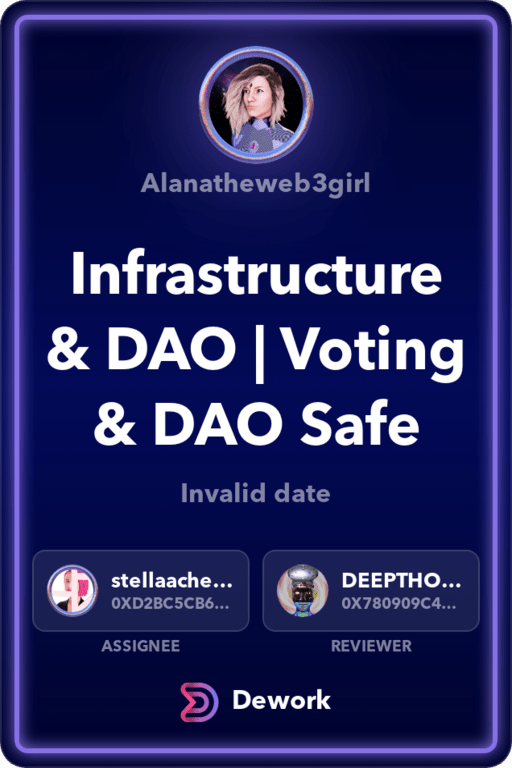 Alanatheweb3girl
Infrastructure
& DAO | Voting
& DAO Safe
Invalid date
stellaache...
0XD2BC5CB6...
ASSIGNEE
DEEPTHO...
0X780909C4...
REVIEWER
Dework